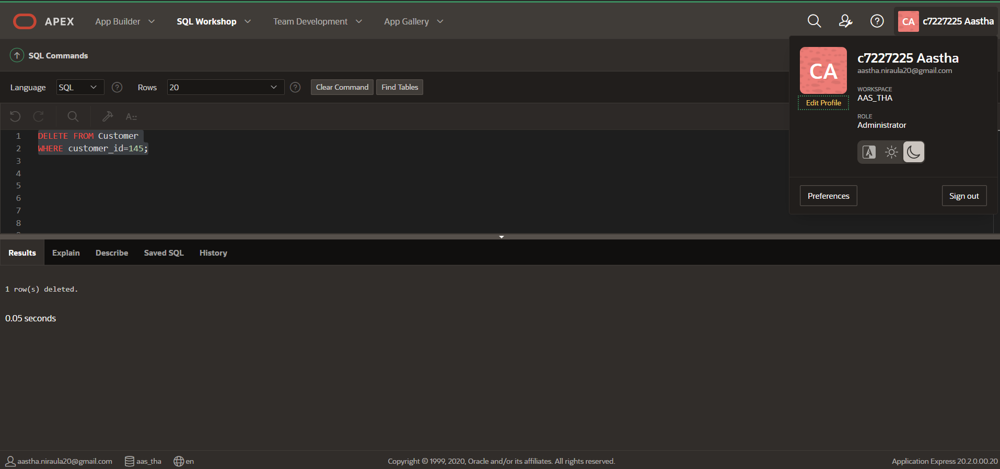 APEX App Builder SQL Workshop Team Development App Gallery CA c7227225 Aastha
SQL Commands
CA
c7227225 Aastha
aastha.niraula20@gmail.com
WORKSPACE
AAS_THA
Edit Profile
ROLE
Administrator
Preferences Sign out
Language SQL ? Rows 20 ? Clear Command Find Tables
A::
1 DELETE FROM Customer
2 WHERE customer_id=145;
3
4
5
6
7
8
Results Explain Describe Saved SQL History
1 row(s) deleted.
0.05 seconds
aastha.niraula20@gmail.com aas_tha en Copyright © 1999, 2020, Oracle and/or its affiliates. All rights reserved. Application Express 20.2.0.00.20